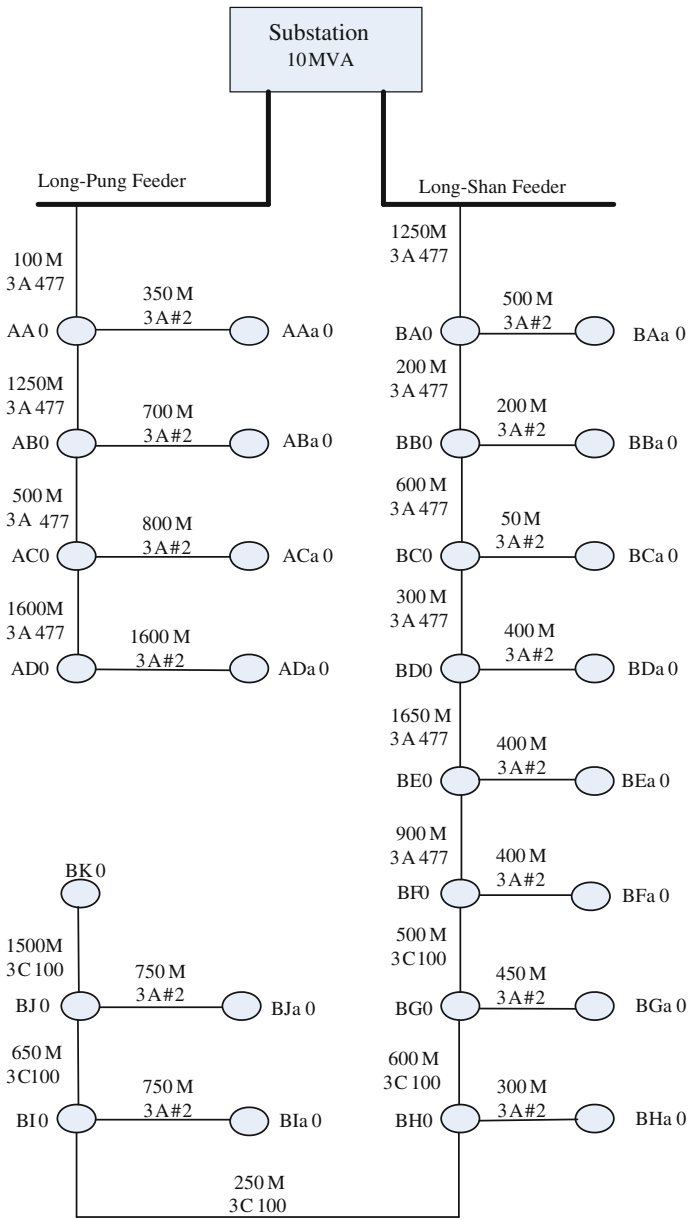 Substation
10MVA
Long-Pung Feeder
Long-Shan Feeder
100 M
3A 477
350 M
3A#2
AA 0
AAa 0
1250M
3A 477
700 M
3A#2
AB0
ABa 0
500 M
3A 477
800 M
3A#2
AC0
ACa 0
1600M
3A 477
1600 M
3A#2
AD0
ADa 0
1250M
3A 477
500 M
3A#2
BA0
BAa 0
200 M
3A 477
200 M
3A#2
BB0
BBa 0
600 M
3A 477
50 M
3A#2
BC0
BCa 0
300 M
3A 477
400 M
3A#2
BD0
BDa 0
1650 M
3A 477
400 M
3A#2
BE0
BEa 0
900 M
3A 477
400 M
3A#2
BF0
BFa 0
500 M
3C100
450 M
3A#2
BG0
BGa 0
600 M
3C 100
300 M
3A#2
BH0
BHa 0
BK 0
1500M
3C 100
750 M
3A#2
BJ 0
BJa 0
650 M
3C100
750 M
3A#2
BI 0
BIa 0
250 M
3C 100